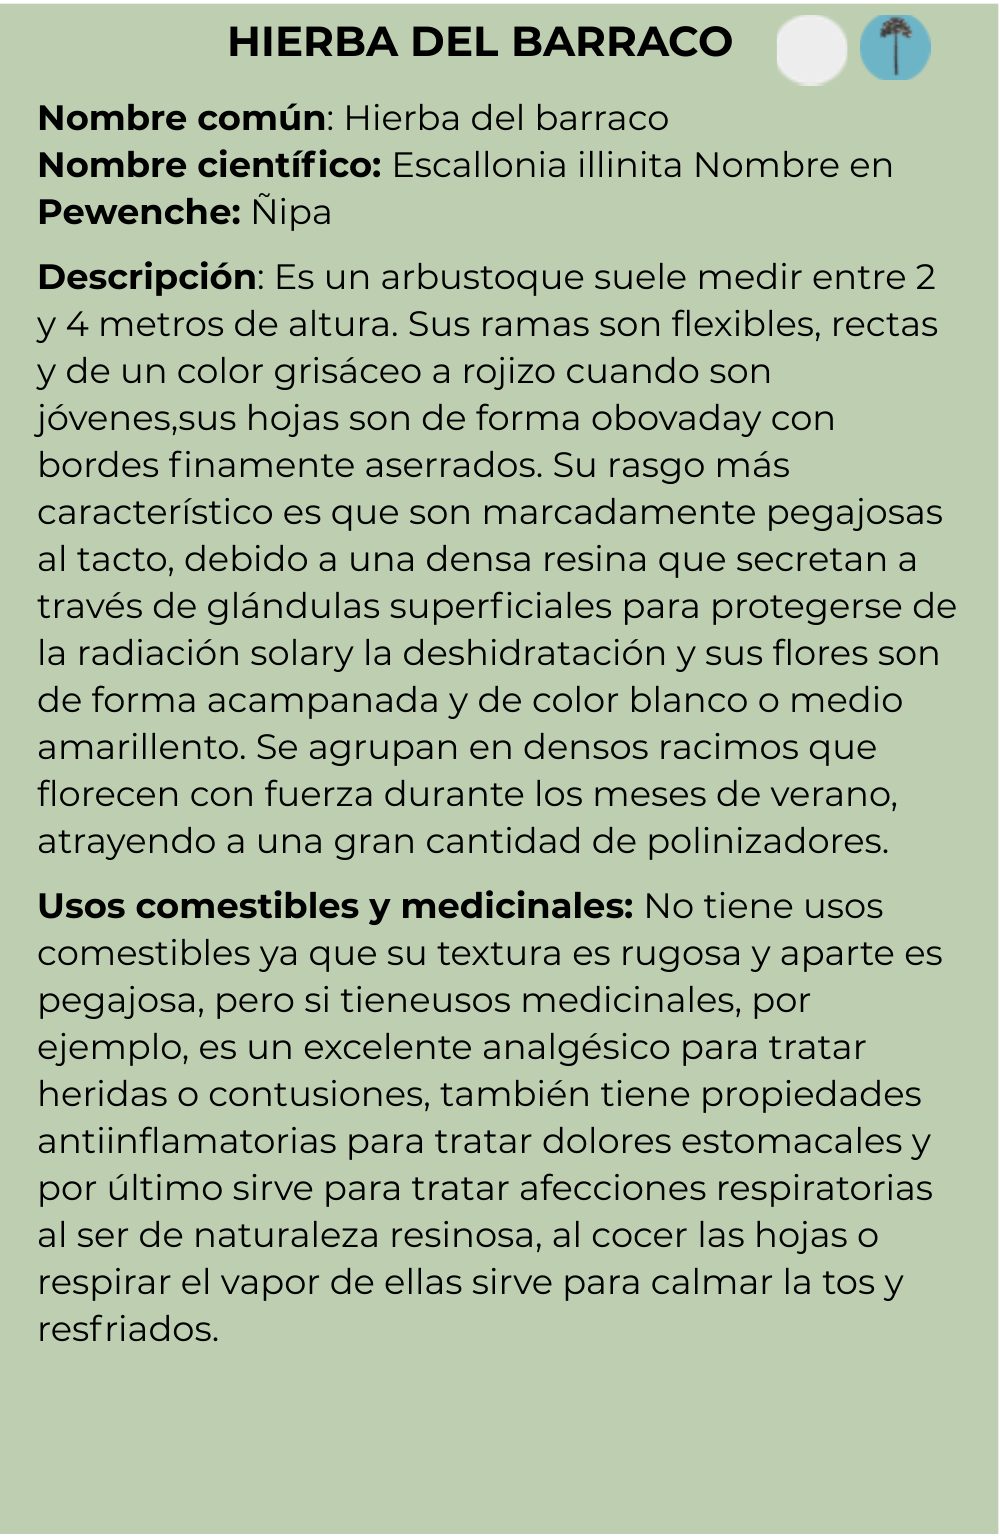 HIERBA DEL BARRACO
Nombre común: Hierba del barraco
Nombre científico: Escallonia illinita Nombre en
Pewenche: Ñipa
Descripción: Es un arbustoque suele medir entre 2
y 4 metros de altura. Sus ramas son flexibles, rectas
y de un color grisáceo a rojizo cuando son
jóvenes,sus hojas son de forma obovaday con
bordes finamente aserrados. Su rasgo más
característico es que son marcadamente pegajosas
al tacto, debido a una densa resina que secretan a
través de glándulas superficiales para protegerse de
la radiación solary la deshidratación y sus flores son
de forma acampanada y de color blanco o medio
amarillento. Se agrupan en densos racimos que
florecen con fuerza durante los meses de verano,
atrayendo a una gran cantidad de polinizadores.
Usos comestibles y medicinales: No tiene usos
comestibles ya que su textura es rugosa y aparte es
pegajosa, pero si tieneusos medicinales, por
ejemplo, es un excelente analgésico para tratar
heridas o contusiones, también tiene propiedades
antiinflamatorias para tratar dolores estomacales y
por último sirve para tratar afecciones respiratorias
al ser de naturaleza resinosa, al cocer las hojas o
respirar el vapor de ellas sirve para calmar la tos y
resfriados.